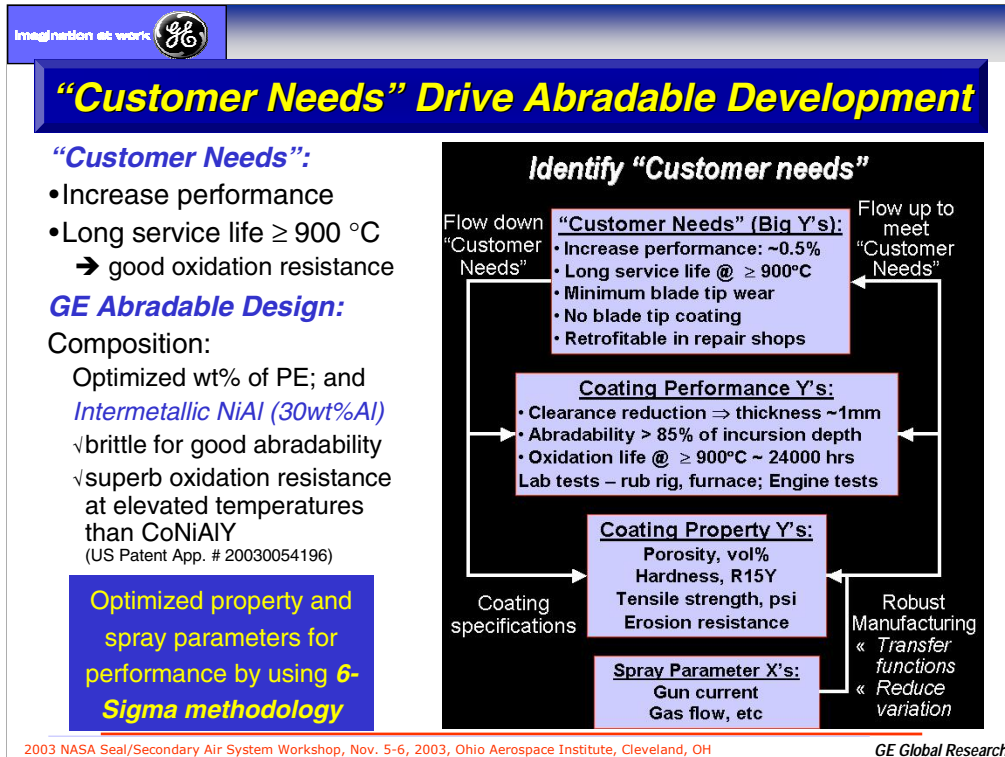 imagination at work
GE
“Customer Needs” Drive Abradable Development
“Customer Needs”:
•Increase performance
•Long service life ≥ 900 °C
➔ good oxidation resistance
GE Abradable Design:
Composition:
Optimized wt% of PE; and
Intermetallic NiAl (30wt%Al)
√brittle for good abradability
√superb oxidation resistance
at elevated temperatures
than CoNiAlY
(US Patent App. # 20030054196)
Optimized property and
spray parameters for
performance by using 6-
Sigma methodology
Identify “Customer needs”
Flow down
“Customer
Needs”
“Customer Needs” (Big Y's):
• Increase performance: ~0.5%
• Long service life @ ≥ 900ºC
• Minimum blade tip wear
• No blade tip coating
• Retrofitable in repair shops
Flow up to
meet
“Customer
Needs”
Coating Performance Y's:
• Clearance reduction ⇒ thickness ~1mm
• Abradability > 85% of incursion depth
• Oxidation life @ ≥ 900ºC ~ 24000 hrs
Lab tests – rub rig, furnace; Engine tests
Coating Property Y's:
Porosity, vol%
Hardness, R15Y
Tensile strength, psi
Erosion resistance
Coating
specifications
Spray Parameter X's:
Gun current
Gas flow, etc
Robust
Manufacturing
« Transfer
functions
« Reduce
variation
2003 NASA Seal/Secondary Air System Workshop, Nov. 5-6, 2003, Ohio Aerospace Institute, Cleveland, OH
GE Global Research